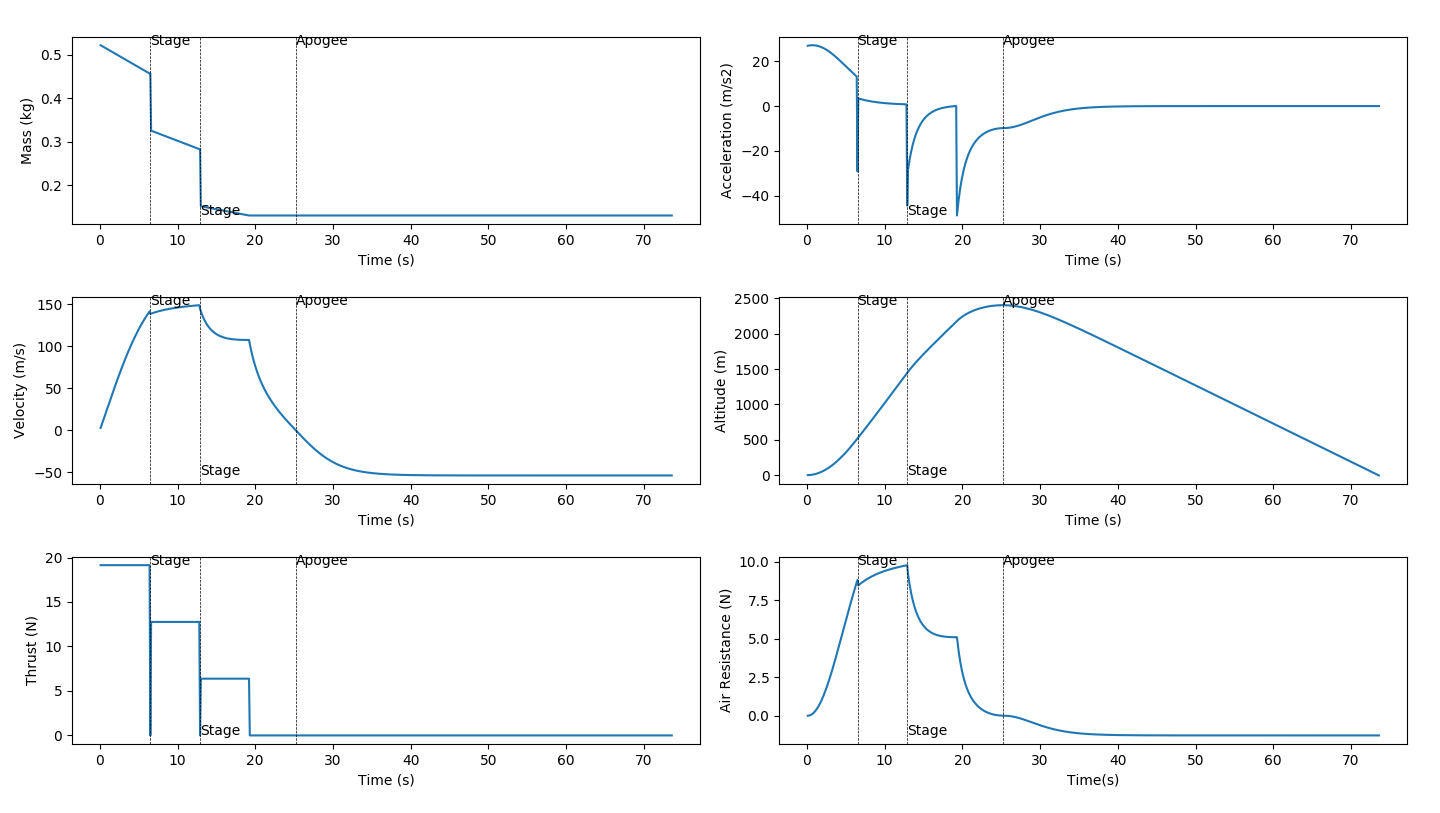 Stage
Apogee
Mass (kg)
0.5
0.4
0.3
0.2
Stage
0 10 20 30 40 50 60 70
Time (s)
Stage
Apogee
Acceleration (m/s2)
20
0
−20
−40
Stage
0 10 20 30 40 50 60 70
Time (s)
Stage
Apogee
Velocity (m/s)
150
100
50
0
−50
Stage
0 10 20 30 40 50 60 70
Time (s)
Stage
Apogee
Altitude (m)
2500
2000
1500
1000
500
0
Stage
0 10 20 30 40 50 60 70
Time (s)
Stage
Apogee
Thrust (N)
20
15
10
5
0
Stage
0 10 20 30 40 50 60 70
Time (s)
Stage
Apogee
Air Resistance (N)
10.0
7.5
5.0
2.5
0.0
Stage
0 10 20 30 40 50 60 70
Time(s)